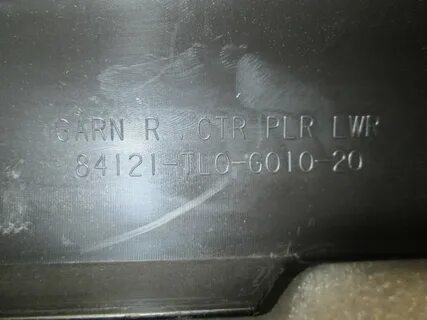 GARN R , CTR PLR LWR
84121-TL0-G010-20